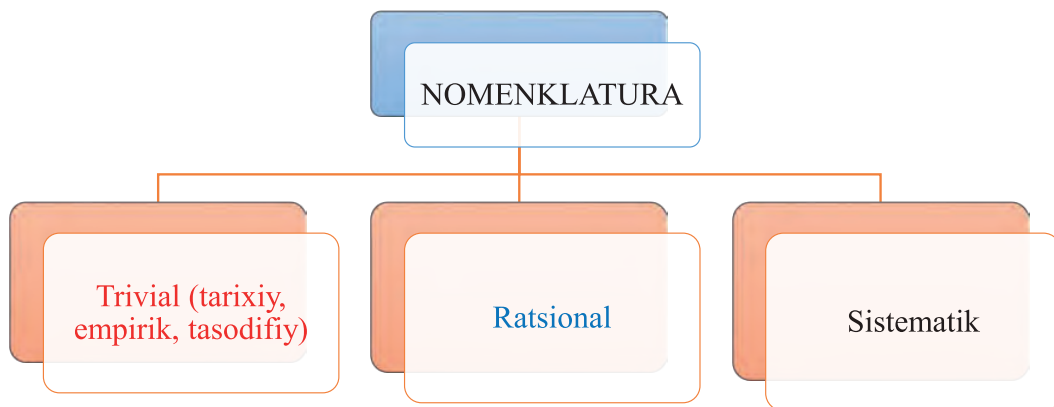 NOMENKLATURA
Trivial (tarixiy,
empirik, tasodifiy)
Ratsional
Sistematik